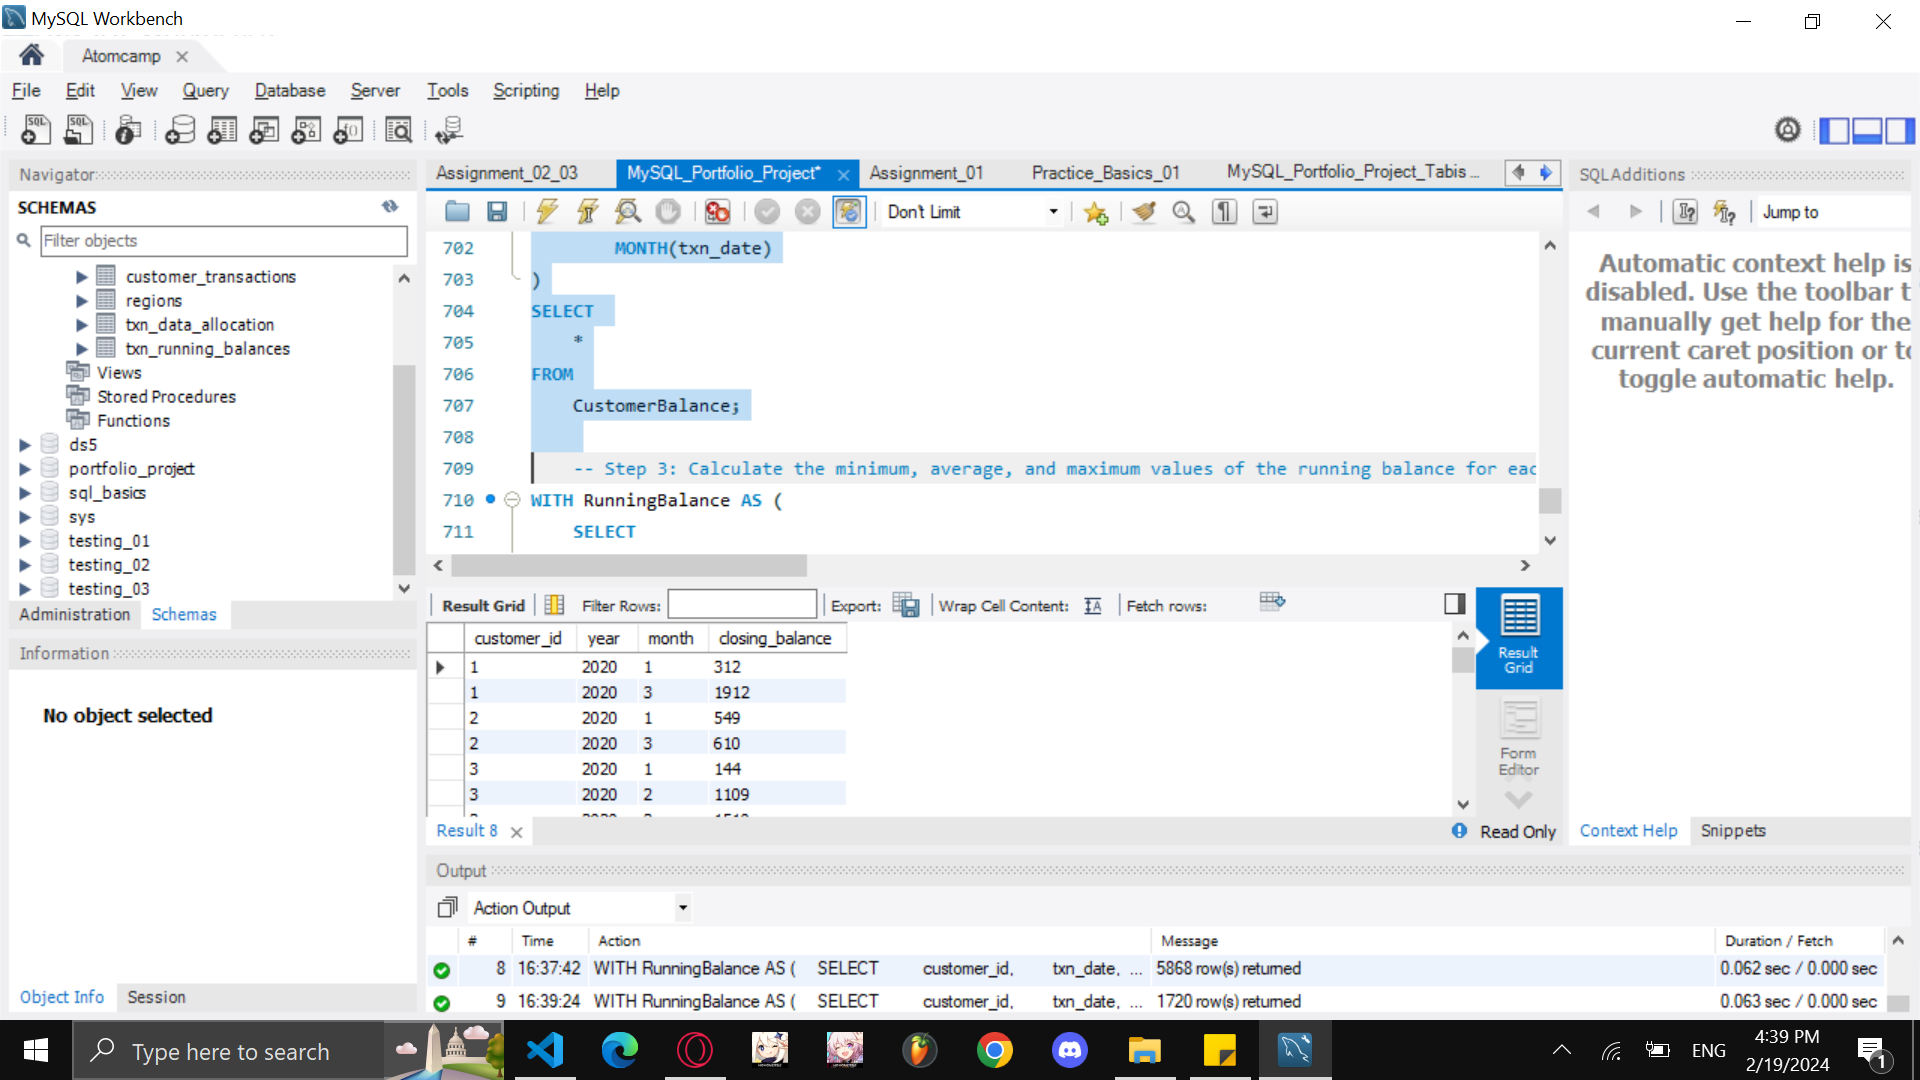 MySQL Workbench
Atomcamp
File Edit View Query Database Server Tools Scripting Help
Navigator
SCHEMAS
Filter objects
customer_transactions
regions
txn_data_allocation
txn_running_balances
Views
Stored Procedures
Functions
ds5
portfolio_project
sql_basics
sys
testing_01
testing_02
testing_03
Administration Schemas
Information
No object selected
Object Info Session
Assignment_02_03 MySQL_Portfolio_Project* Assignment_01 Practice_Basics_01 MySQL_Portfolio_Project_Tabis ...
Don't Limit
702 MONTH(txn_date)
703 )
704 SELECT
705 *
706 FROM
707 CustomerBalance;
708
709 -- Step 3: Calculate the minimum, average, and maximum values of the running balance for eac
710 WITH RunningBalance AS (
711 SELECT
Result Grid Filter Rows: Export: Wrap Cell Content: Fetch rows:
customer_id year month closing_balance
1 2020 1 312
1 2020 3 1912
2 2020 1 549
2 2020 3 610
3 2020 1 144
3 2020 2 1109
Result Grid
Form Editor
Result 8
Read Only
SQLAdditions
Jump to
Automatic context help is
disabled. Use the toolbar t
manually get help for the
current caret position or to
toggle automatic help.
Context Help Snippets
Output
Action Output
# Time Action Message Duration / Fetch
8 16:37:42 WITH RunningBalance AS ( SELECT customer_id, txn_date, ... 5868 row(s) returned 0.062 sec / 0.000 sec
9 16:39:24 WITH RunningBalance AS ( SELECT customer_id, txn_date, ... 1720 row(s) returned 0.063 sec / 0.000 sec
Type here to search
ENG
4:39 PM
2/19/2024
1